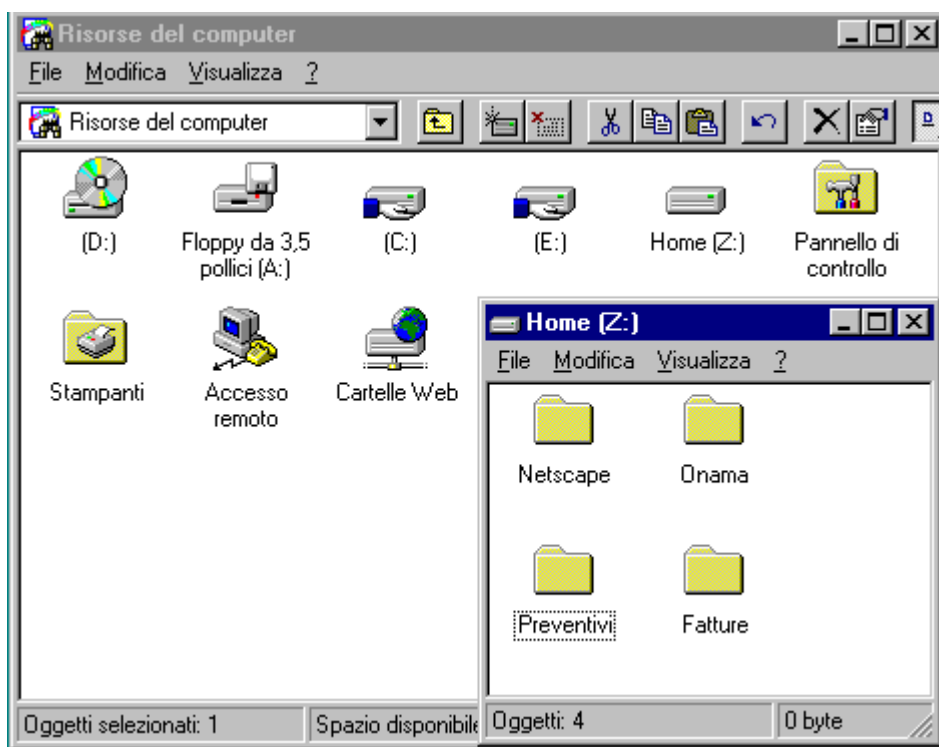 Risorse del computer
File Modifica Visualizza ?
Risorse del computer
(D:)
Floppy da 3,5
pollici (A:)
(C:)
(E:)
Home (Z:)
Pannello di
controllo
Stampanti
Accesso
remoto
Cartelle Web
Oggetti selezionati: 1
Spazio disponibile
Home (Z:)
File Modifica Visualizza ?
Netscape
Onama
Preventivi
Fatture
Oggetti: 4
0 byte